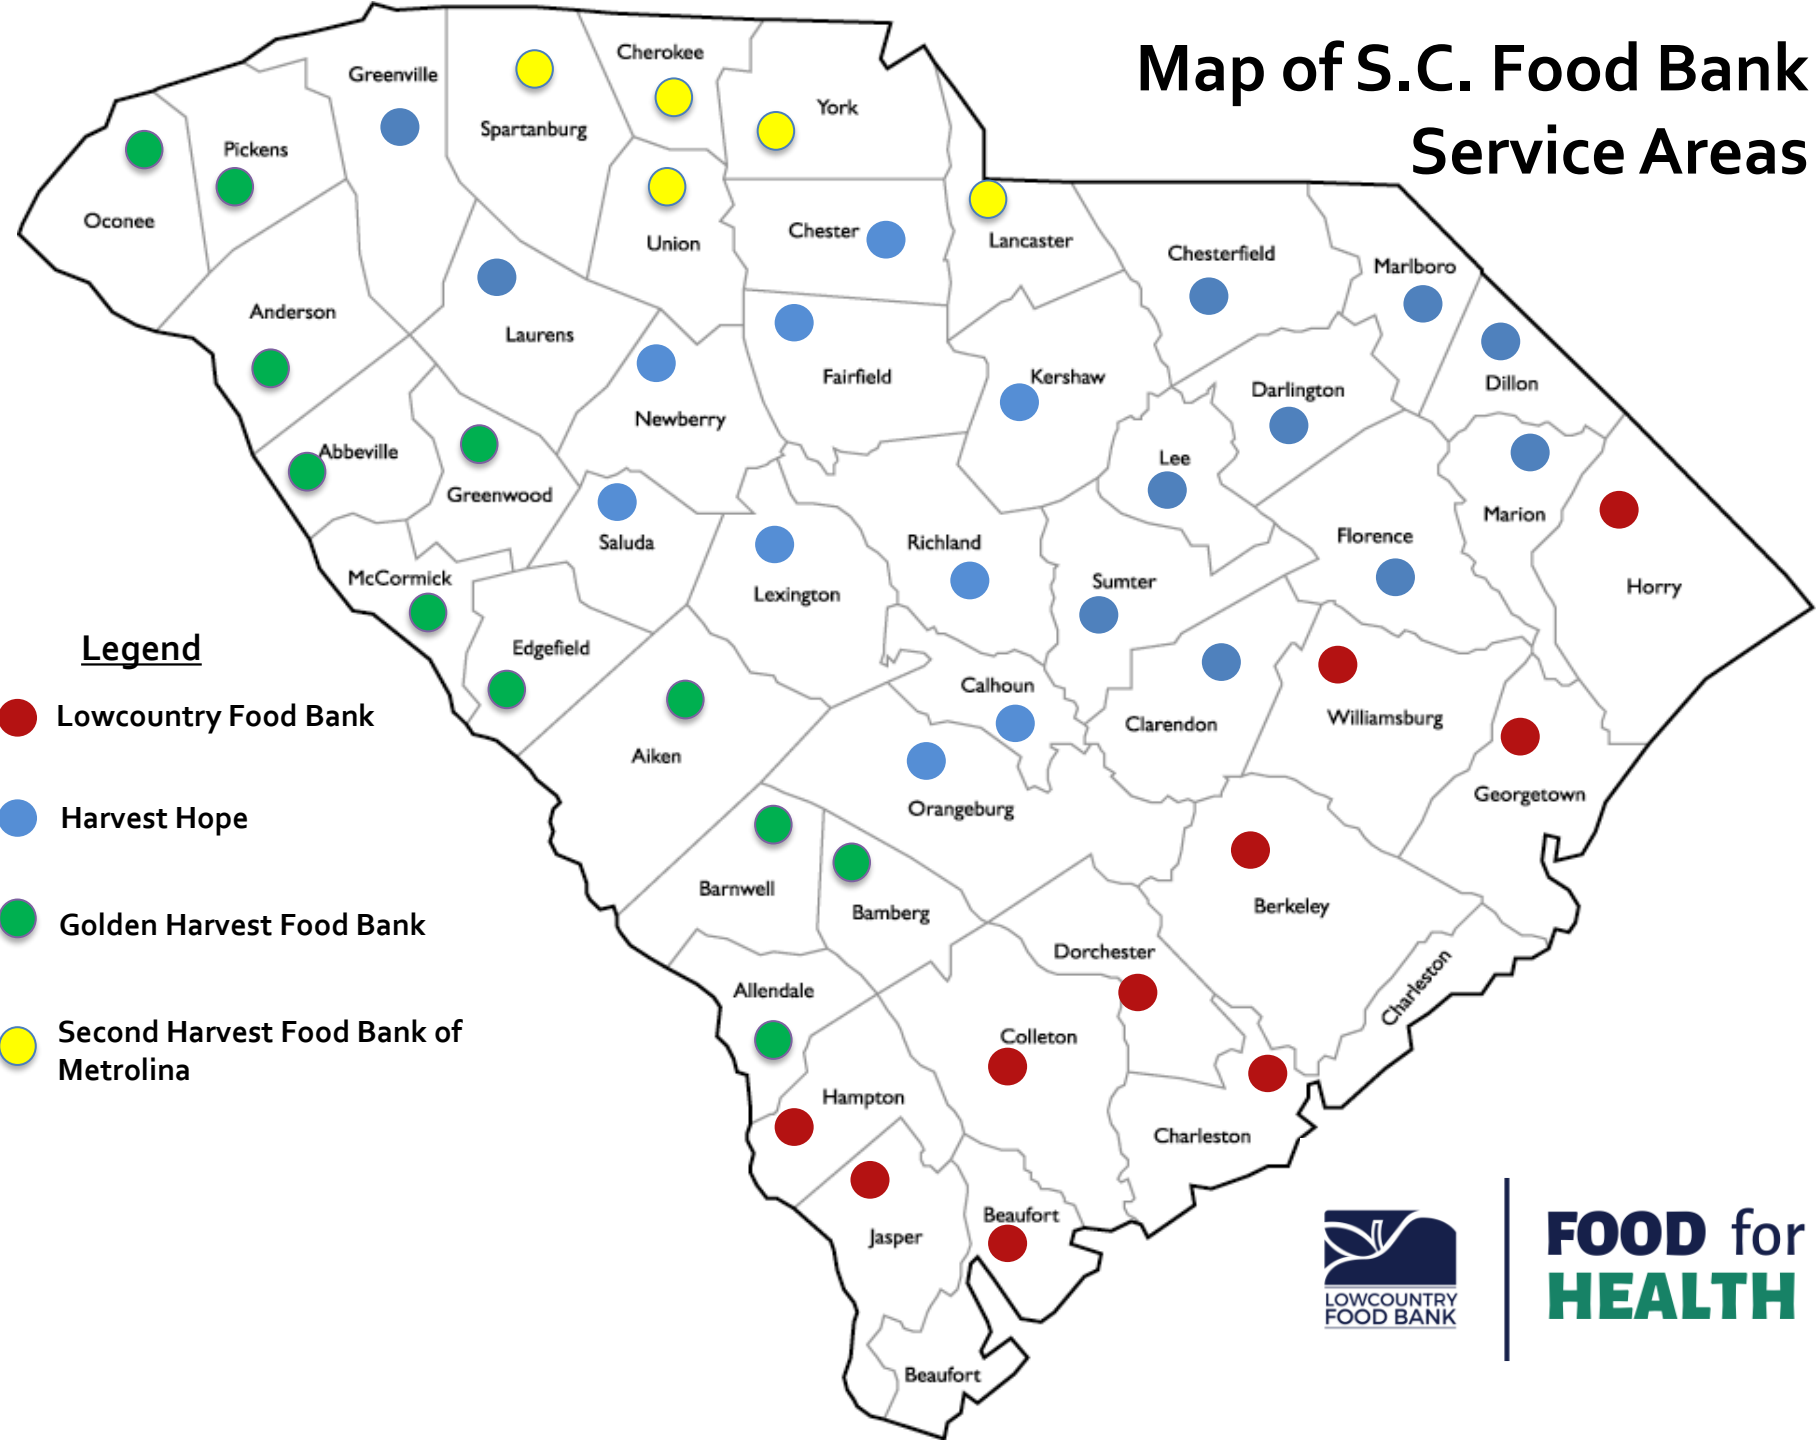 Map of S.C. Food Bank
Service Areas
Cherokee
Greenville
York
Spartanburg
Pickens
Oconee
Chester
Lancaster
Union
Chesterfield
Marlboro
Anderson
Laurens
Fairfield
Kershaw
Dillon
Darlington
Newberry
Abbeville
Lee
Greenwood
Marion
Florence
Saluda
Richland
McCormick
Sumter
Horry
Lexington
Edgefield
Calhoun
Williamsburg
Clarendon
Aiken
Georgetown
Orangeburg
Barnwell
Bamberg
Berkeley
Dorchester
Charleston
Allendale
Colleton
Hampton
Charleston
Beaufort
Jasper
Beaufort
Legend
Lowcountry Food Bank
Harvest Hope
Golden Harvest Food Bank
Second Harvest Food Bank of
Metrolina
LOWCOUNTRY
FOOD BANK
FOOD for
HEALTH